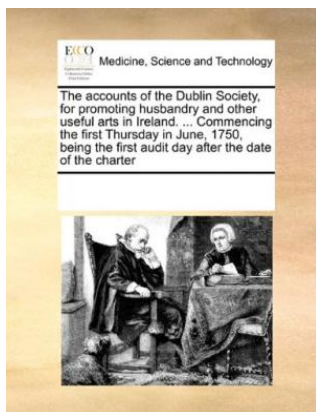 ECCO
Medicine, Science and Technology
The accounts of the Dublin Society,
for promoting husbandry and other
useful arts in Ireland. ... Commencing
the first Thursday in June, 1750,
being the first audit day after the date
of the charter